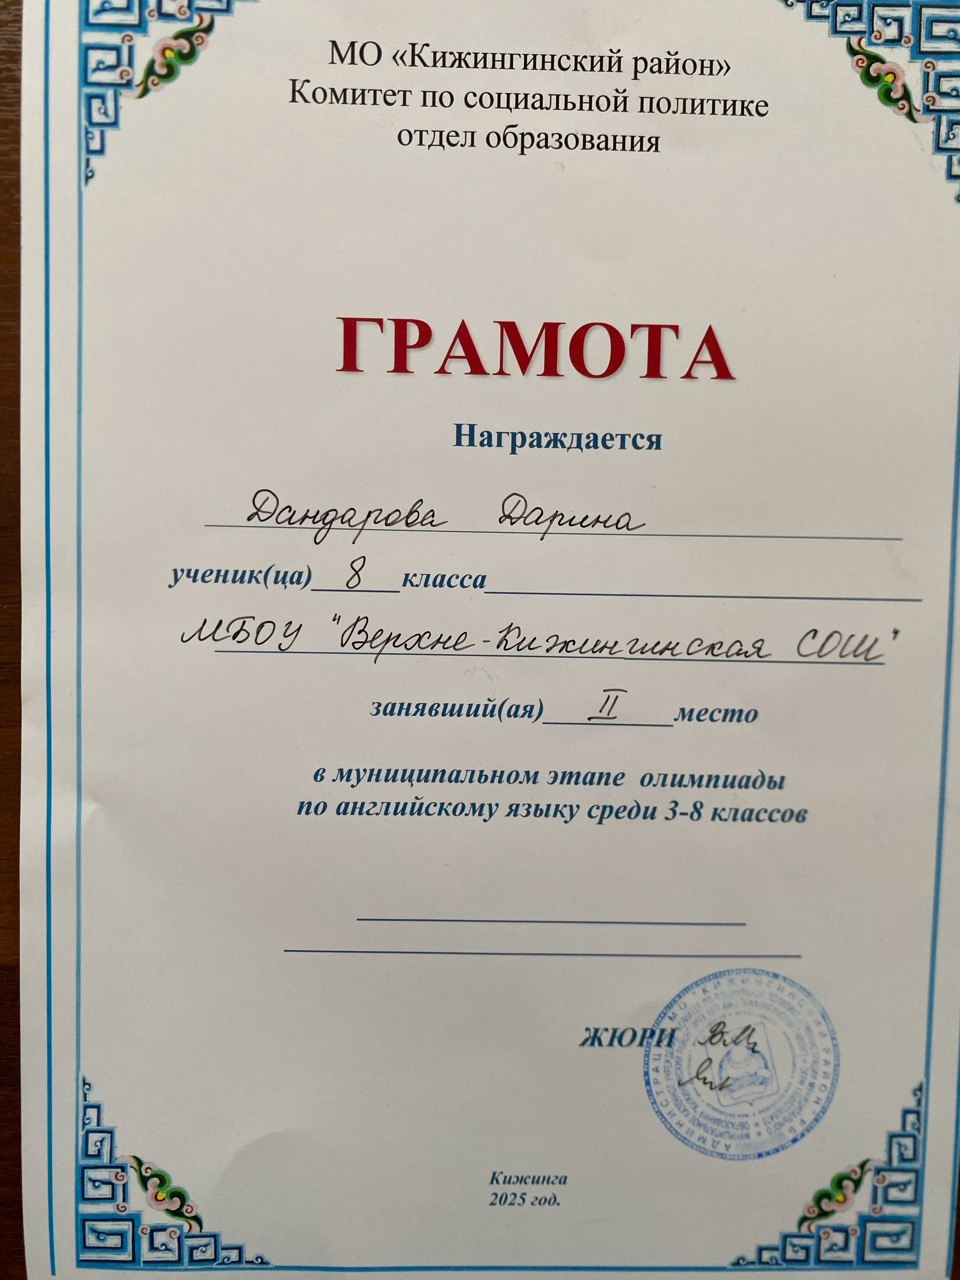 МО «Кижингинский район»
Комитет по социальной политике
отдел образования
ГРАМОТА
Награждается
Дандарова Дарина
ученик(ца) 8 класса
МБОУ "Верхне-Кижингинская СОШ"
занявший(ая) II место
в муниципальном этапе олимпиады
по английскому языку среди 3-8 классов
ЖЮРИ
Кижинга
2025 год.